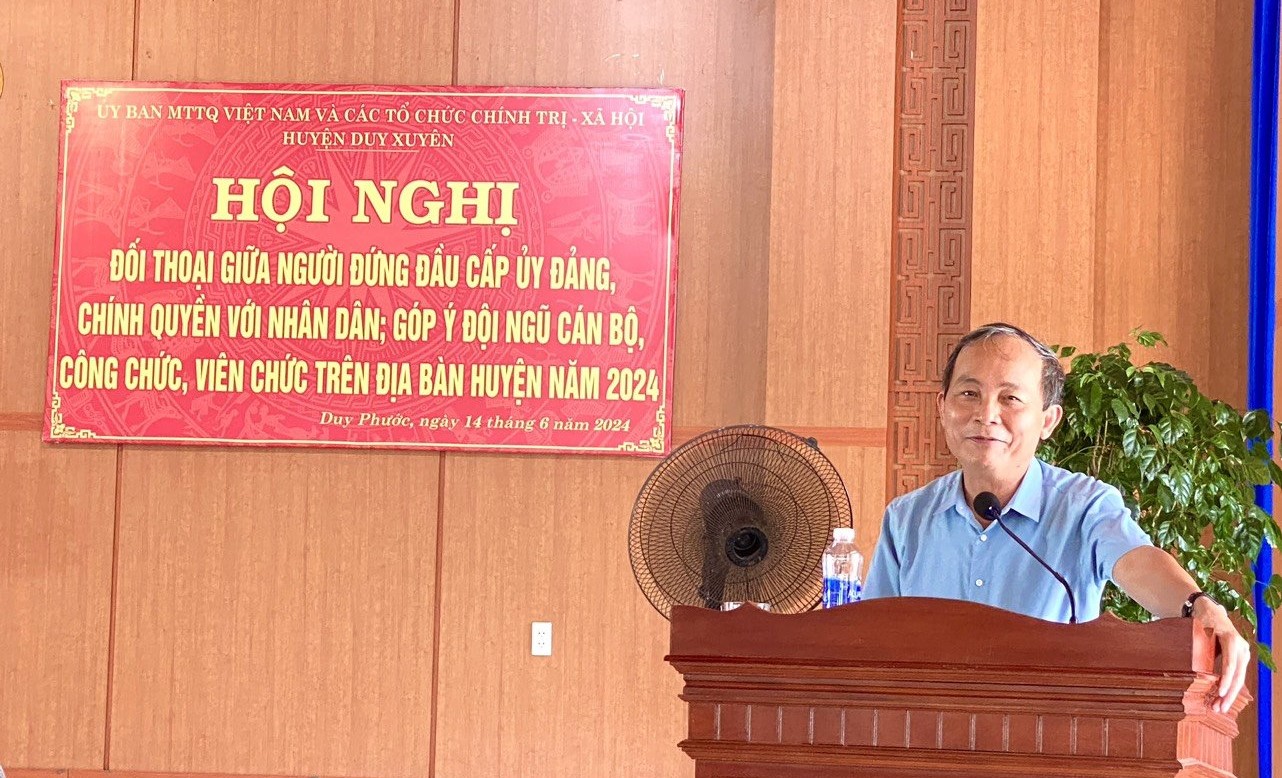 ỦY BAN MTTQ VIỆT NAM VÀ CÁC TỔ CHỨC CHÍNH TRỊ - XÃ HỘI
HUYỆN DUY XUYÊN
HỘI NGHỊ
ĐỐI THOẠI GIỮA NGƯỜI ĐỨNG ĐẦU CẤP ỦY ĐẢNG,
CHÍNH QUYỀN VỚI NHÂN DÂN; GÓP Ý ĐỘI NGŨ CÁN BỘ,
CÔNG CHỨC, VIÊN CHỨC TRÊN ĐỊA BÀN HUYỆN NĂM 2024
Duy Phước, ngày 14 tháng 6 năm 2024